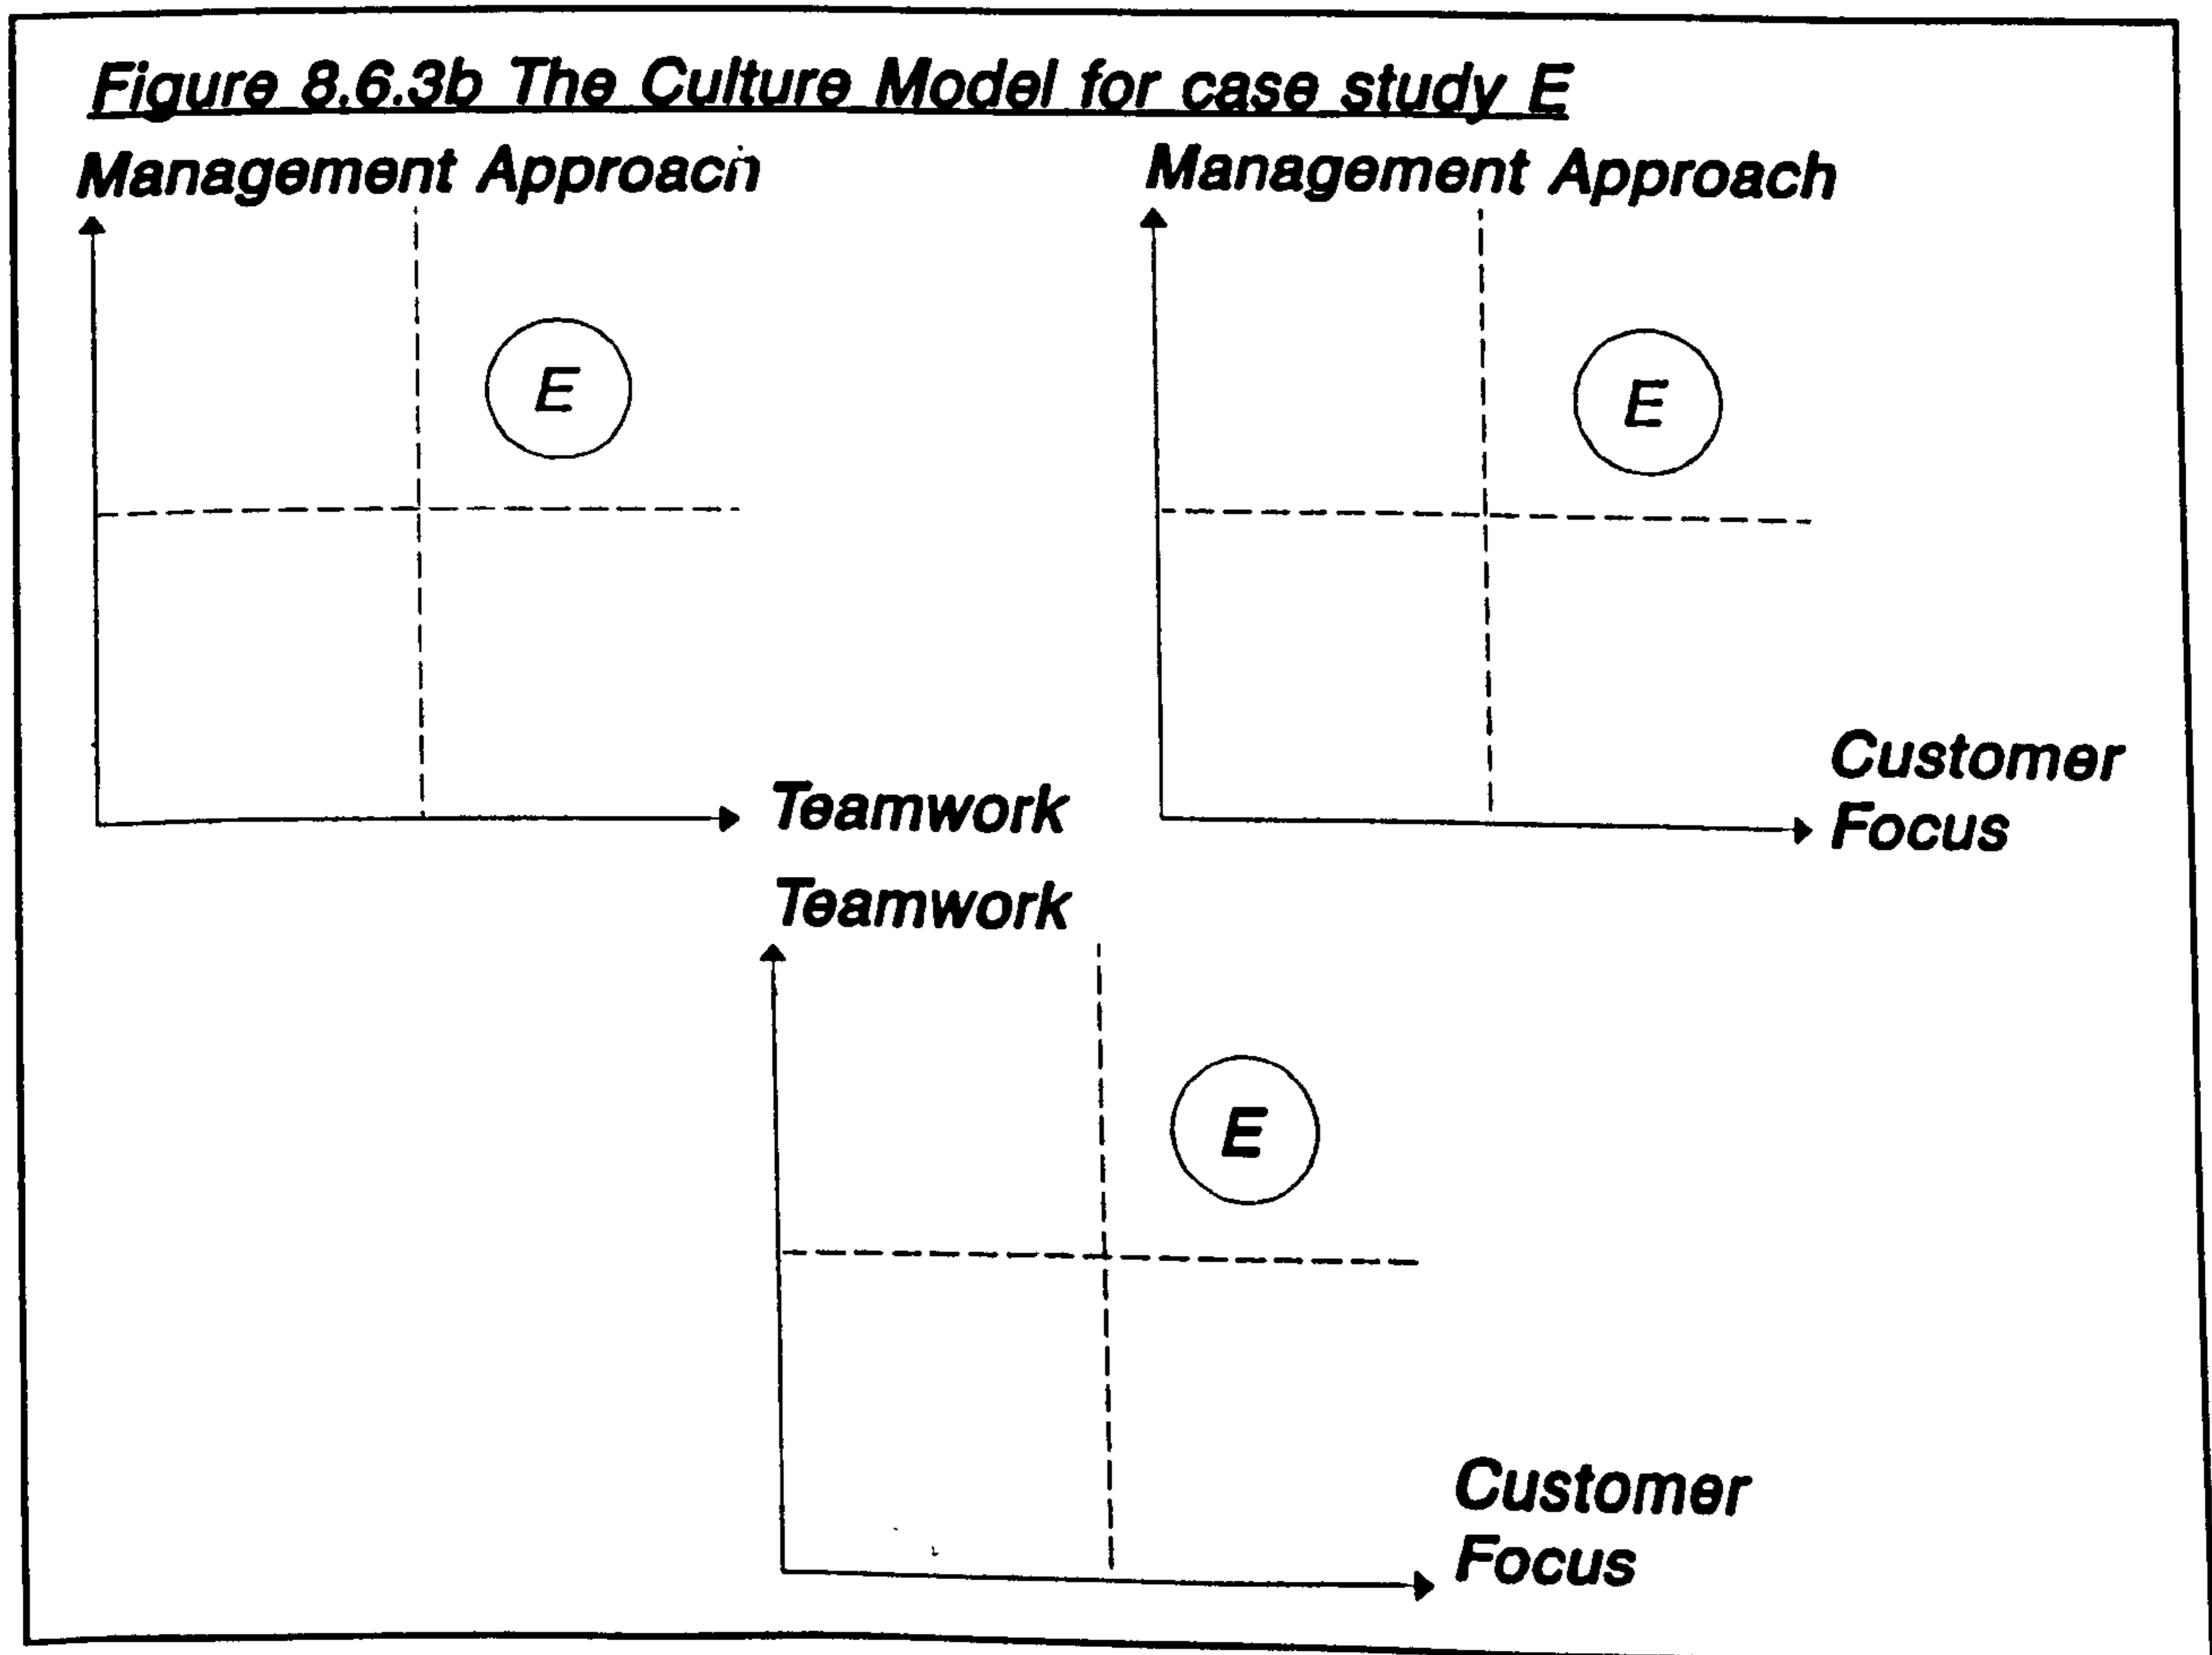 Figure 8.6.3b The Culture Model for case study E
Management Approach
Management Approach
E
E
Customer
Focus
Teamwork
Teamwork
E
Customer
Focus